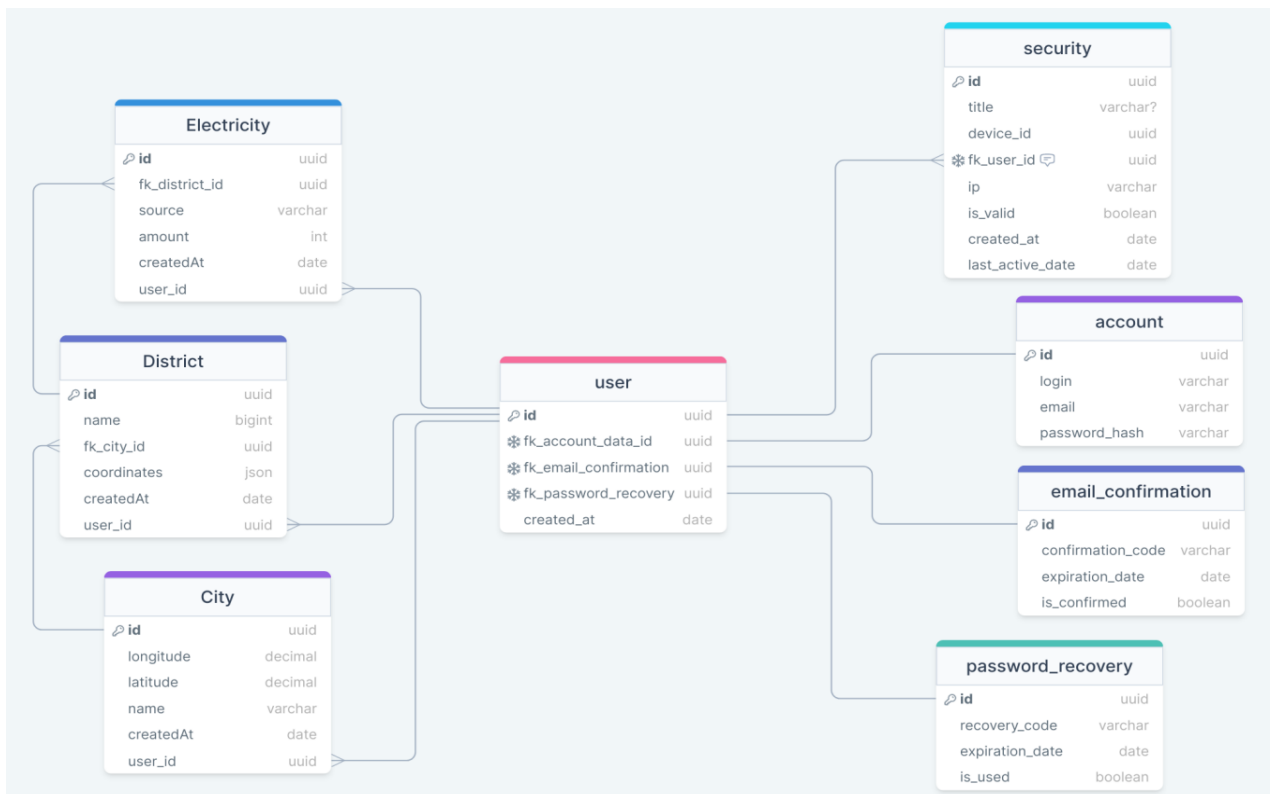 Electricity
id uuid
fk_district_id uuid
source varchar
amount int
createdAt date
user_id uuid
District
id uuid
name bigint
fk_city_id uuid
coordinates json
createdAt date
user_id uuid
City
id uuid
longitude decimal
latitude decimal
name varchar
createdAt date
user_id uuid
user
id uuid
fk_account_data_id uuid
fk_email_confirmation uuid
fk_password_recovery uuid
created_at date
security
id uuid
title varchar?
device_id uuid
fk_user_id uuid
ip varchar
is_valid boolean
created_at date
last_active_date date
account
id uuid
login varchar
email varchar
password_hash varchar
email_confirmation
id uuid
confirmation_code varchar
expiration_date date
is_confirmed boolean
password_recovery
id uuid
recovery_code varchar
expiration_date date
is_used boolean